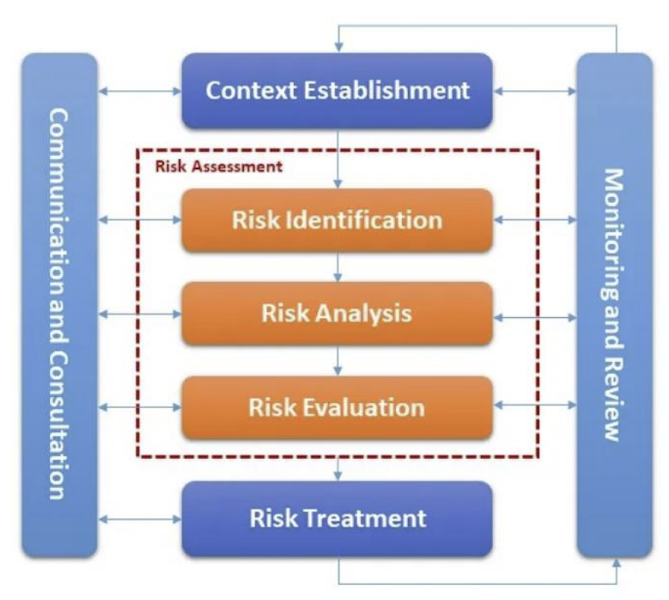 Context Establishment
Risk Assessment
Risk Identification
Risk Analysis
Risk Evaluation
Risk Treatment
Communication and Consultation
Monitoring and Review